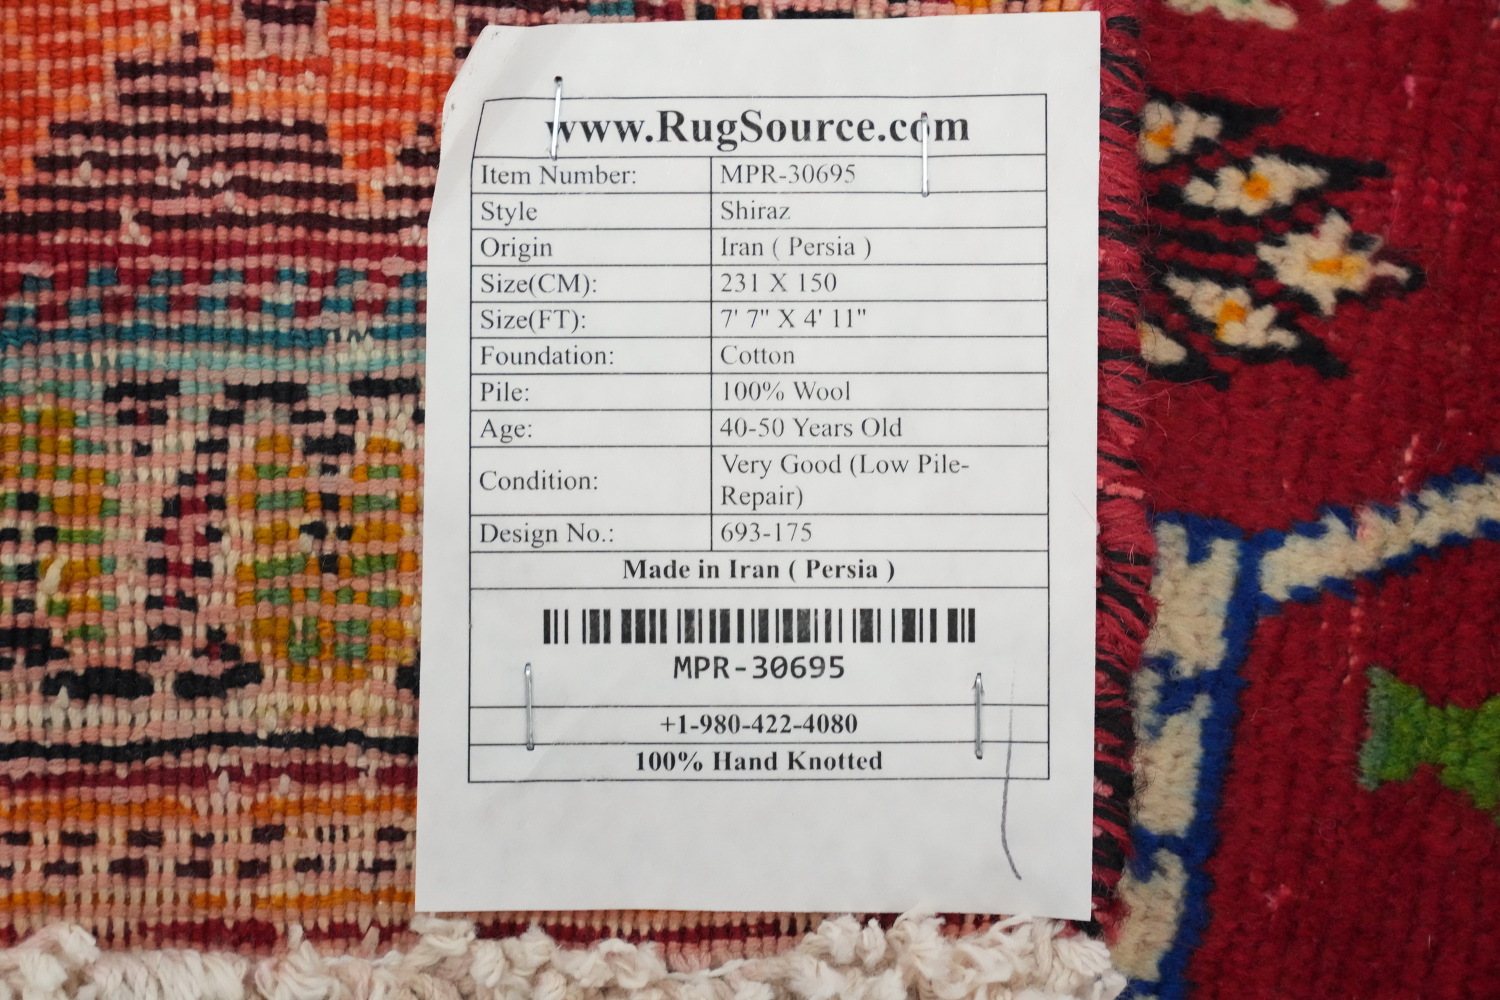 www.RugSource.com
Item Number: MPR-30695
Style Shiraz
Origin Iran ( Persia )
Size(CM): 231 X 150
Size(FT): 7' 7" X 4' 11"
Foundation: Cotton
Pile: 100% Wool
Age: 40-50 Years Old
Condition: Very Good (Low Pile-
Repair)
Design No.: 693-175
Made in Iran ( Persia )
MPR-30695
+1-980-422-4080
100% Hand Knotted